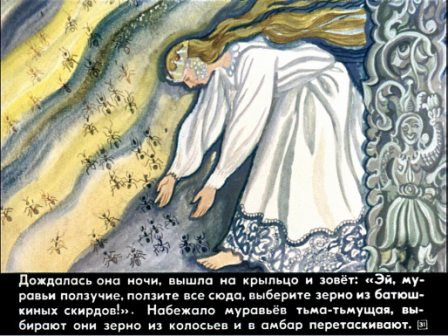 Дождалась она ночи, вышла на крыльцо и зовёт: «Эй, му-
равьи ползучие, ползите все сюда, выберите зерно из батюш-
киных скирдов!». Набежало муравьёв тьма-тьмущая, вы-
бирают они зерно из колосьев и в амбар перетаскивают.